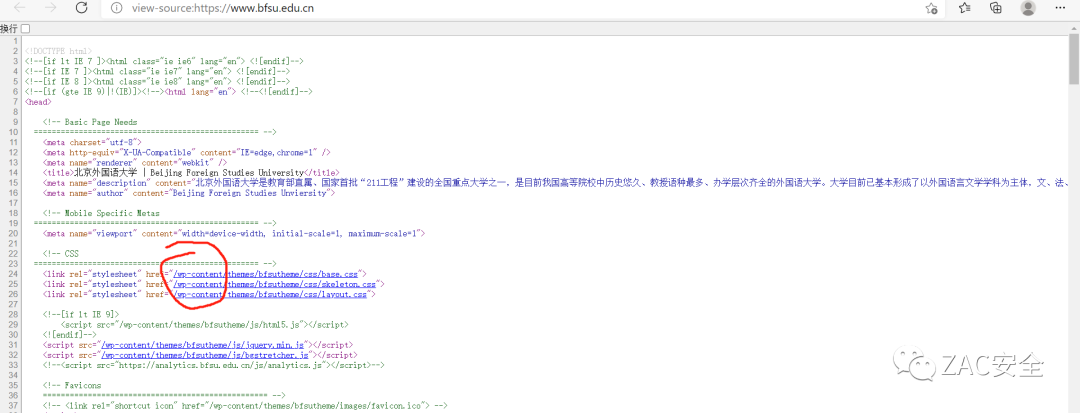 view-source:https://www.bfsu.edu.cn
换行
1
2 <!DOCTYPE html>
3 <!--[if lt IE 7 ]><html class="ie ie6" lang="en"> <![endif]-->
4 <!--[if IE 7 ]><html class="ie ie7" lang="en"> <![endif]-->
5 <!--[if IE 8 ]><html class="ie ie8" lang="en"> <![endif]-->
6 <!--[if (gte IE 9)|!(IE)]><!--><html lang="en"> <!--<![endif]-->
7 <head>
8
9 <!-- Basic Page Needs
10 ================================================== -->
11 <meta charset="utf-8">
12 <meta http-equiv="X-UA-Compatible" content="IE=edge,chrome=1" />
13 <meta name="renderer" content="webkit" />
14 <title>北京外国语大学 | Beijing Foreign Studies University</title>
15 <meta name="description" content="北京外国语大学是教育部直属、国家首批“211工程”建设的全国重点大学之一，是目前我国高等院校中历史悠久、教授语种最多、办学层次齐全的外国语大学。大学目前已基本形成了以外国语言文学学科为主体，文、法、
16 <meta name="author" content="Beijing Foreign Studies Unviersity">
17
18 <!-- Mobile Specific Metas
19 ================================================== -->
20 <meta name="viewport" content="width=device-width, initial-scale=1, maximum-scale=1">
21
22 <!-- CSS
23 ================================================== -->
24 <link rel="stylesheet" href="/wp-content/themes/bfsutheme/css/base.css">
25 <link rel="stylesheet" href="/wp-content/themes/bfsutheme/css/skeleton.css">
26 <link rel="stylesheet" href="/wp-content/themes/bfsutheme/css/layout.css">
27
28 <!--[if lt IE 9]>
29 <script src="/wp-content/themes/bfsutheme/js/html5.js"></script>
30 <![endif]-->
31 <script src="/wp-content/themes/bfsutheme/js/jquery.min.js"></script>
32 <script src="/wp-content/themes/bfsutheme/js/bgstretcher.js"></script>
33 <!--<script src="https://analytics.bfsu.edu.cn/js/analytics.js"></script>-->
34
35 <!-- Favicons
36 ================================================== -->
37 <!-- <link rel="shortcut icon" href="/wp-content/themes/bfsutheme/images/favicon.ico"> -->
ZAC安全